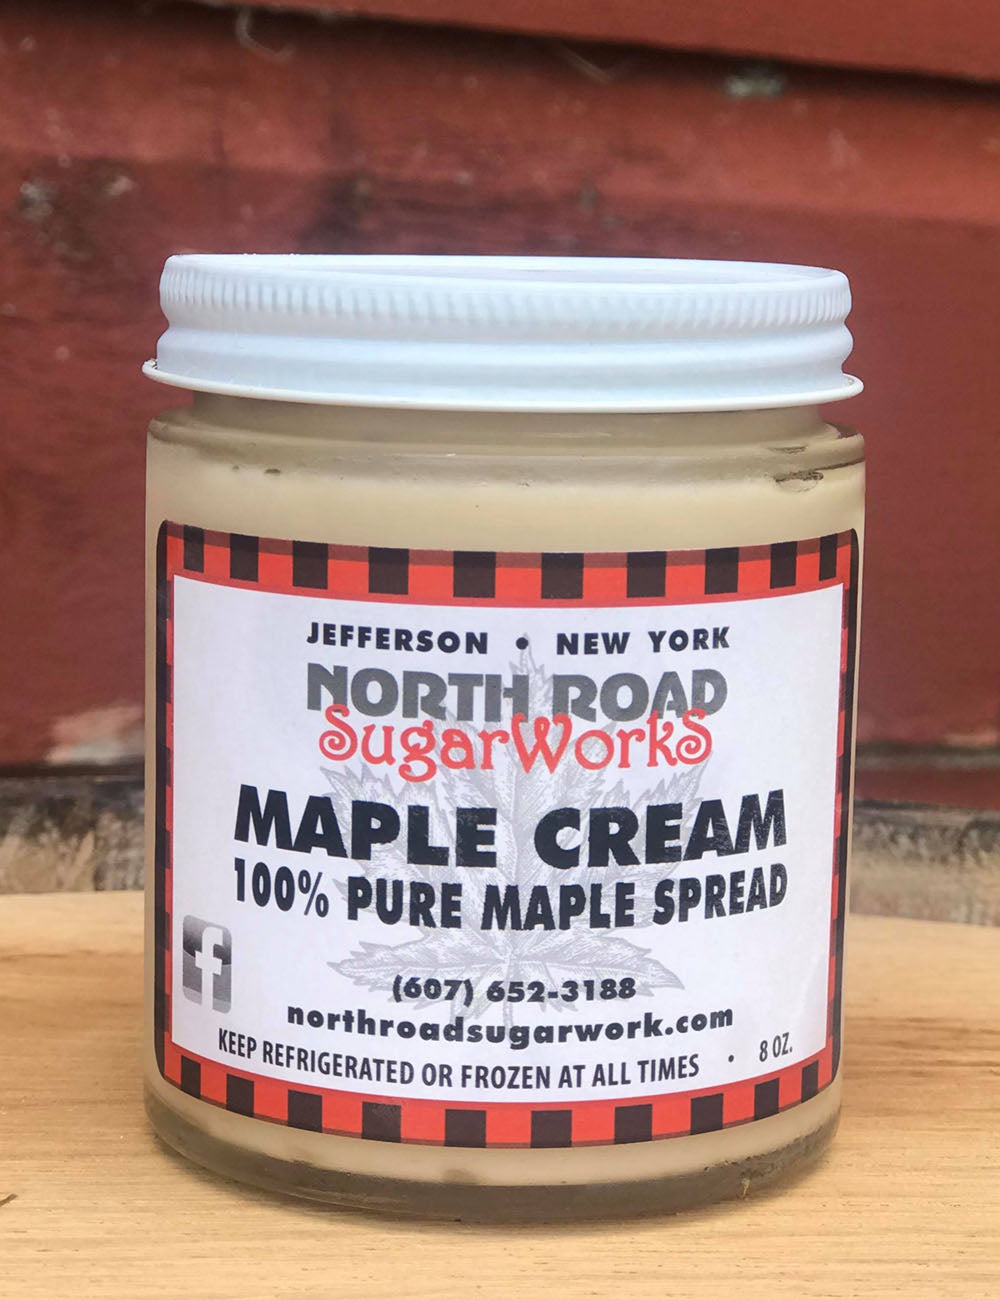 JEFFERSON • NEW YORK
NORTH ROAD
SugarWorks
MAPLE CREAM
100% PURE MAPLE SPREAD
f
(607) 652-3188
northroadsugarwork.com
KEEP REFRIGERATED OR FROZEN AT ALL TIMES • 8 OZ.